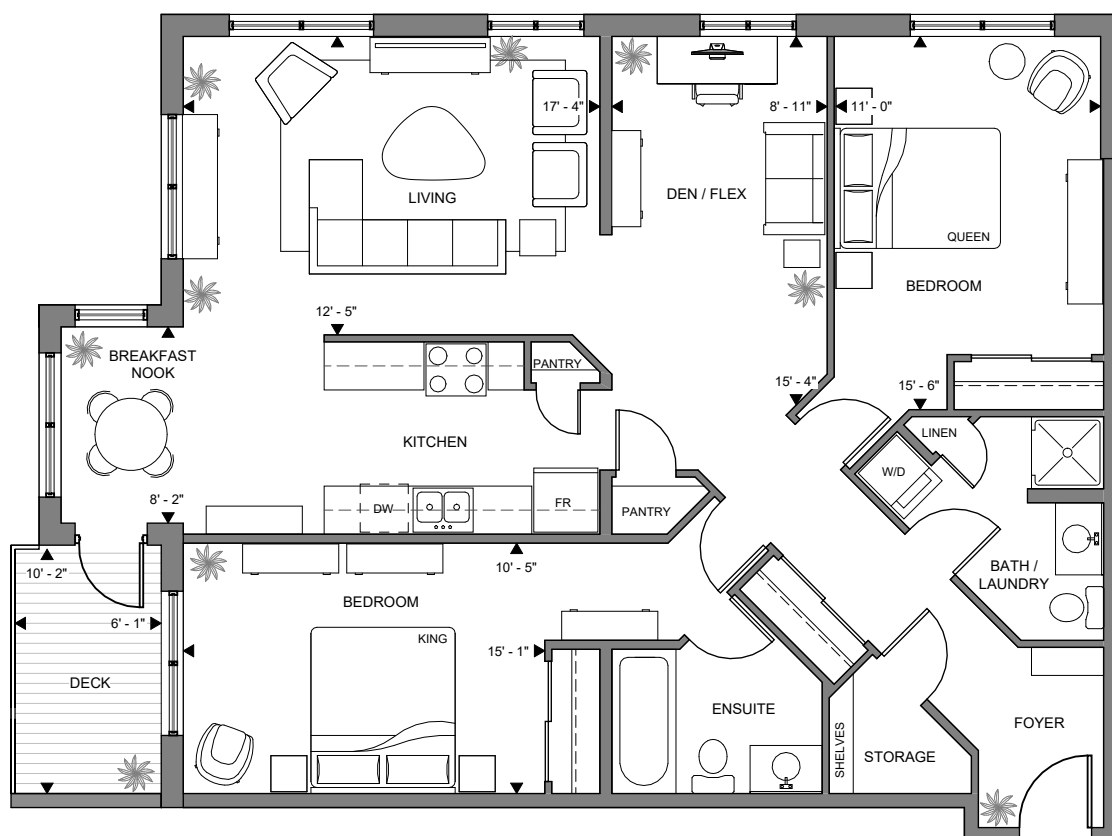 17' - 4"
8' - 11"
11' - 0"
LIVING
DEN / FLEX
QUEEN
BEDROOM
12' - 5"
BREAKFAST
NOOK
PANTRY
15' - 4"
15' - 6"
KITCHEN
LINEN
W/D
8' - 2"
DW
FR
PANTRY
10' - 2"
10' - 5"
BATH /
LAUNDRY
BEDROOM
6' - 1"
KING
15' - 1"
DECK
ENSUITE
FOYER
SHELVES
STORAGE